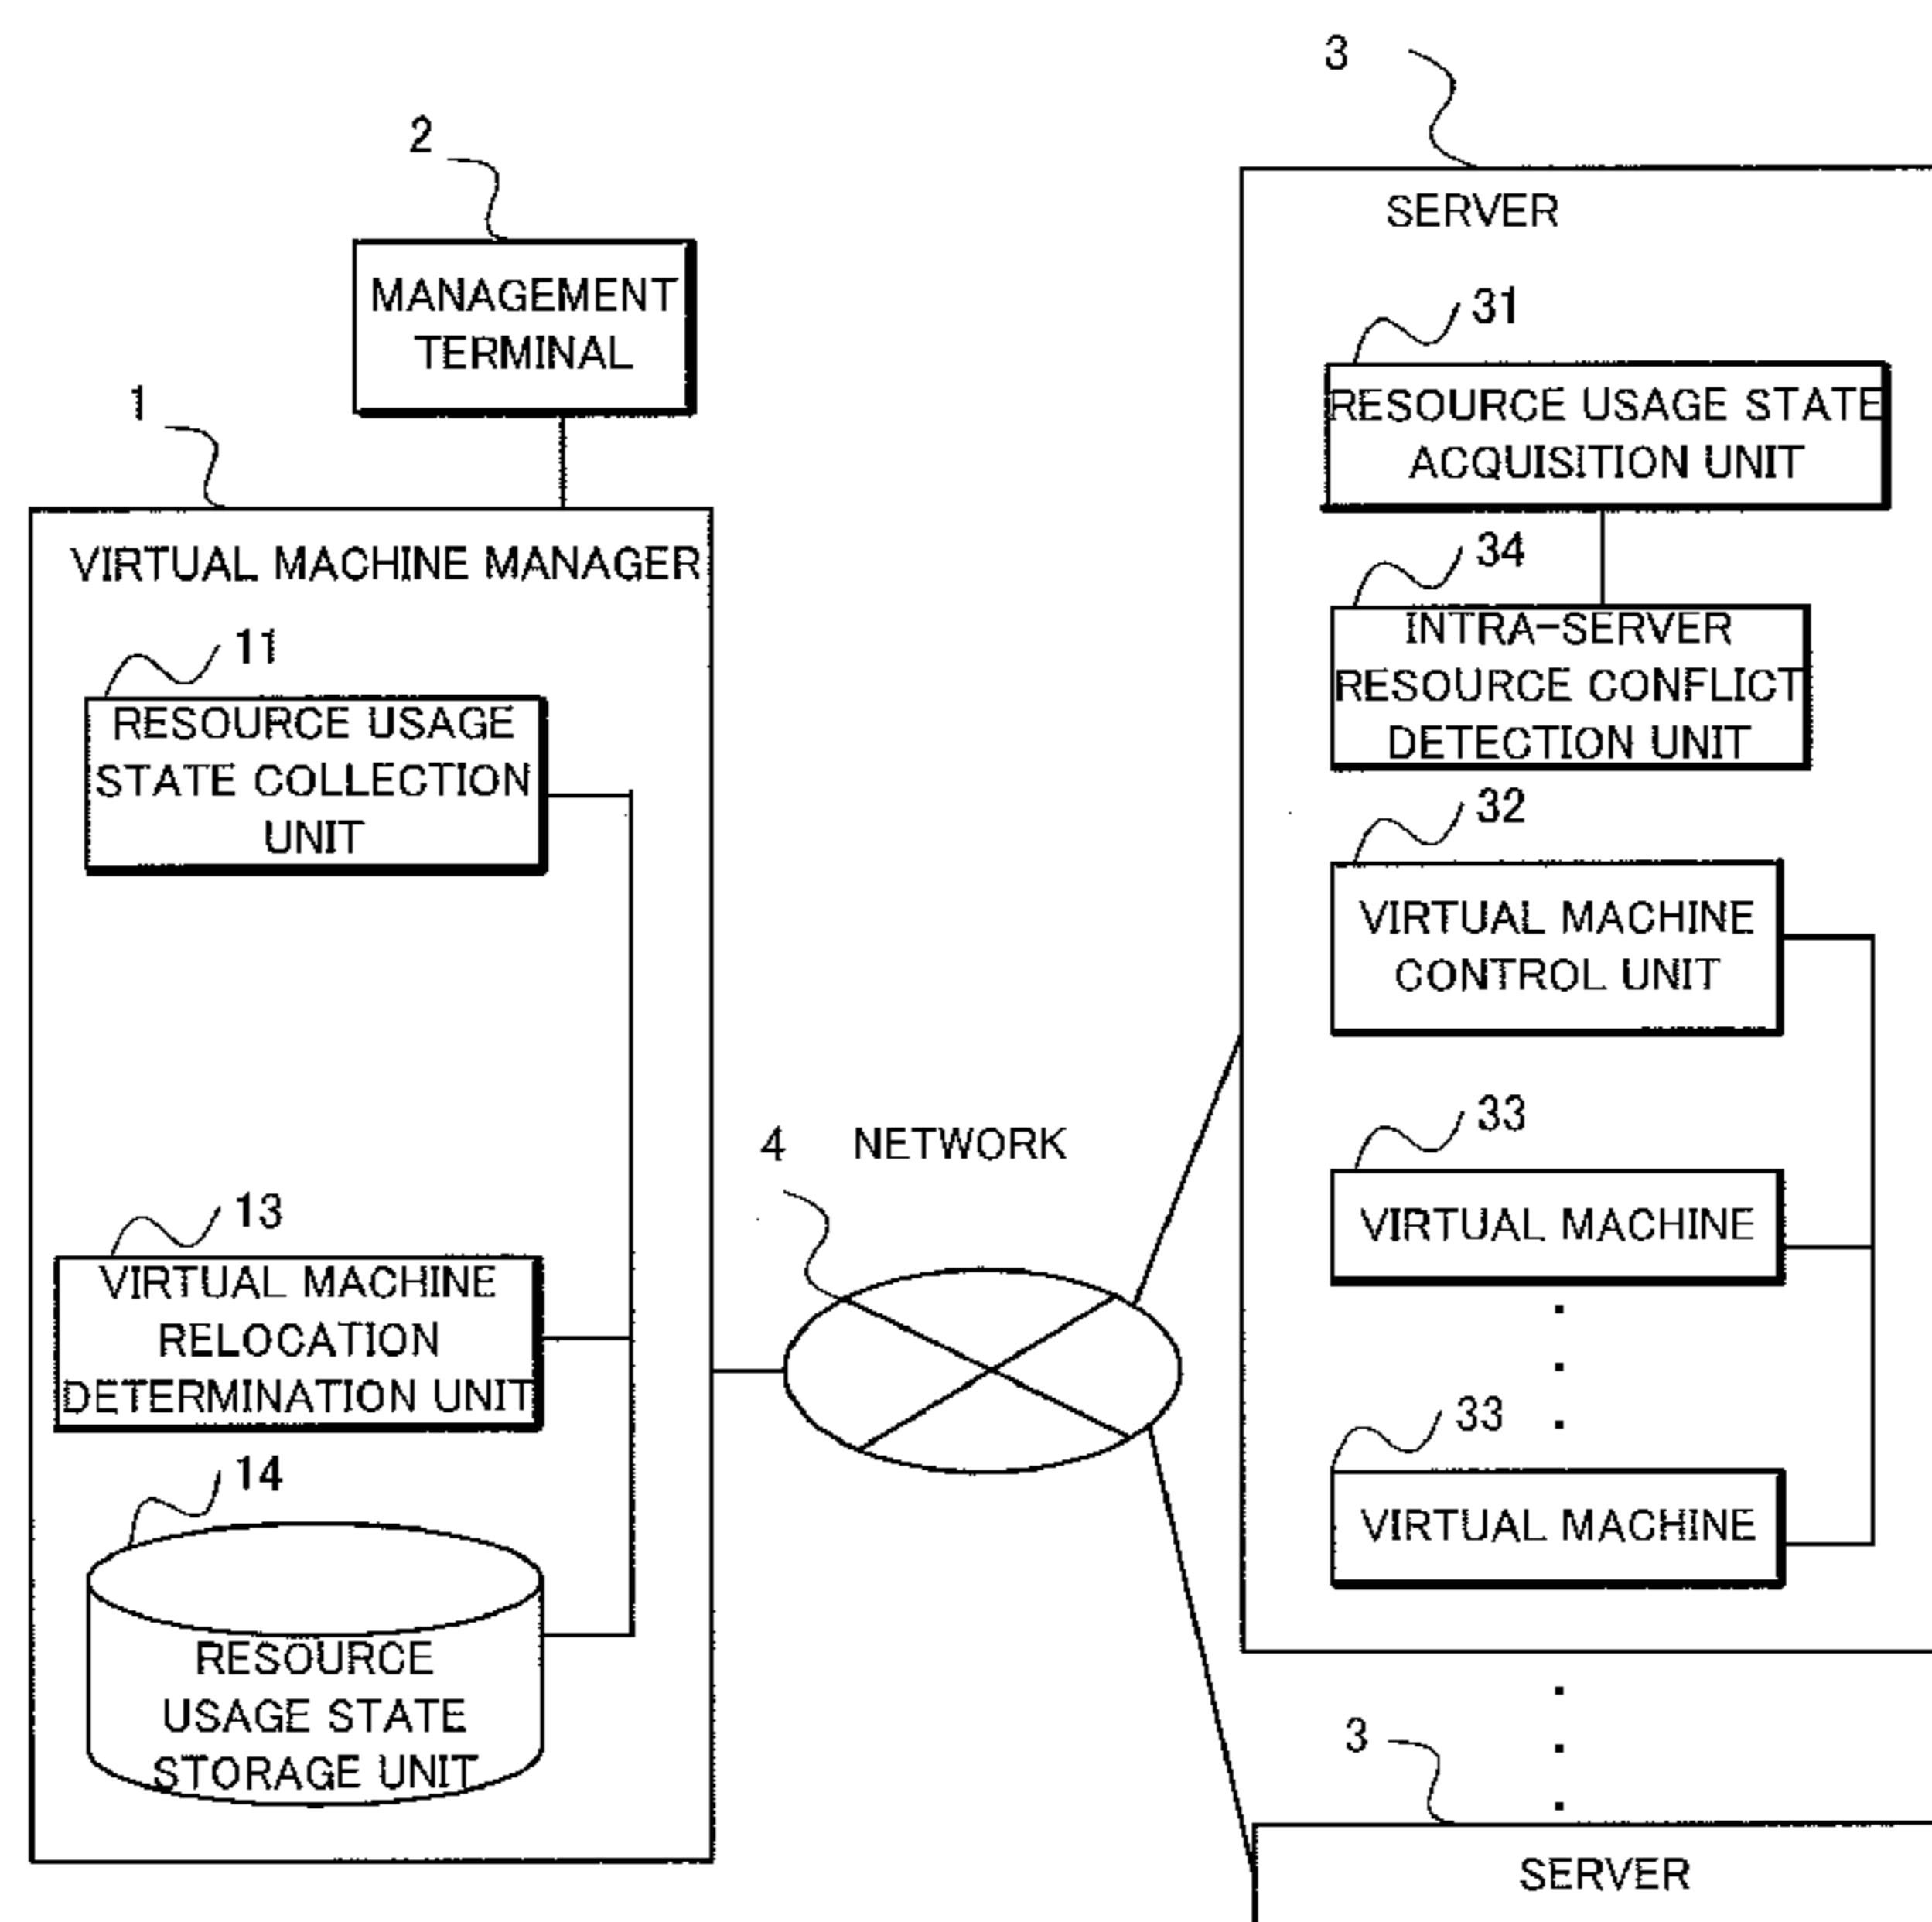 2
MANAGEMENT
TERMINAL
1
VIRTUAL MACHINE MANAGER
11
RESOURCE USAGE
STATE COLLECTION
UNIT
13
VIRTUAL MACHINE
RELOCATION
DETERMINATION UNIT
14
RESOURCE
USAGE STATE
STORAGE UNIT
4
NETWORK
3
SERVER
31
RESOURCE USAGE STATE
ACQUISITION UNIT
34
INTRA-SERVER
RESOURCE CONFLICT
DETECTION UNIT
32
VIRTUAL MACHINE
CONTROL UNIT
33
VIRTUAL MACHINE
33
VIRTUAL MACHINE
3
SERVER